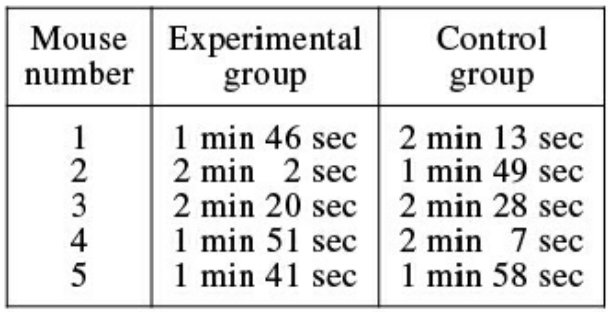 Mouse number Experimental group Control group
1 1 min 46 sec 2 min 13 sec
2 2 min 2 sec 1 min 49 sec
3 2 min 20 sec 2 min 28 sec
4 1 min 51 sec 2 min 7 sec
5 1 min 41 sec 1 min 58 sec